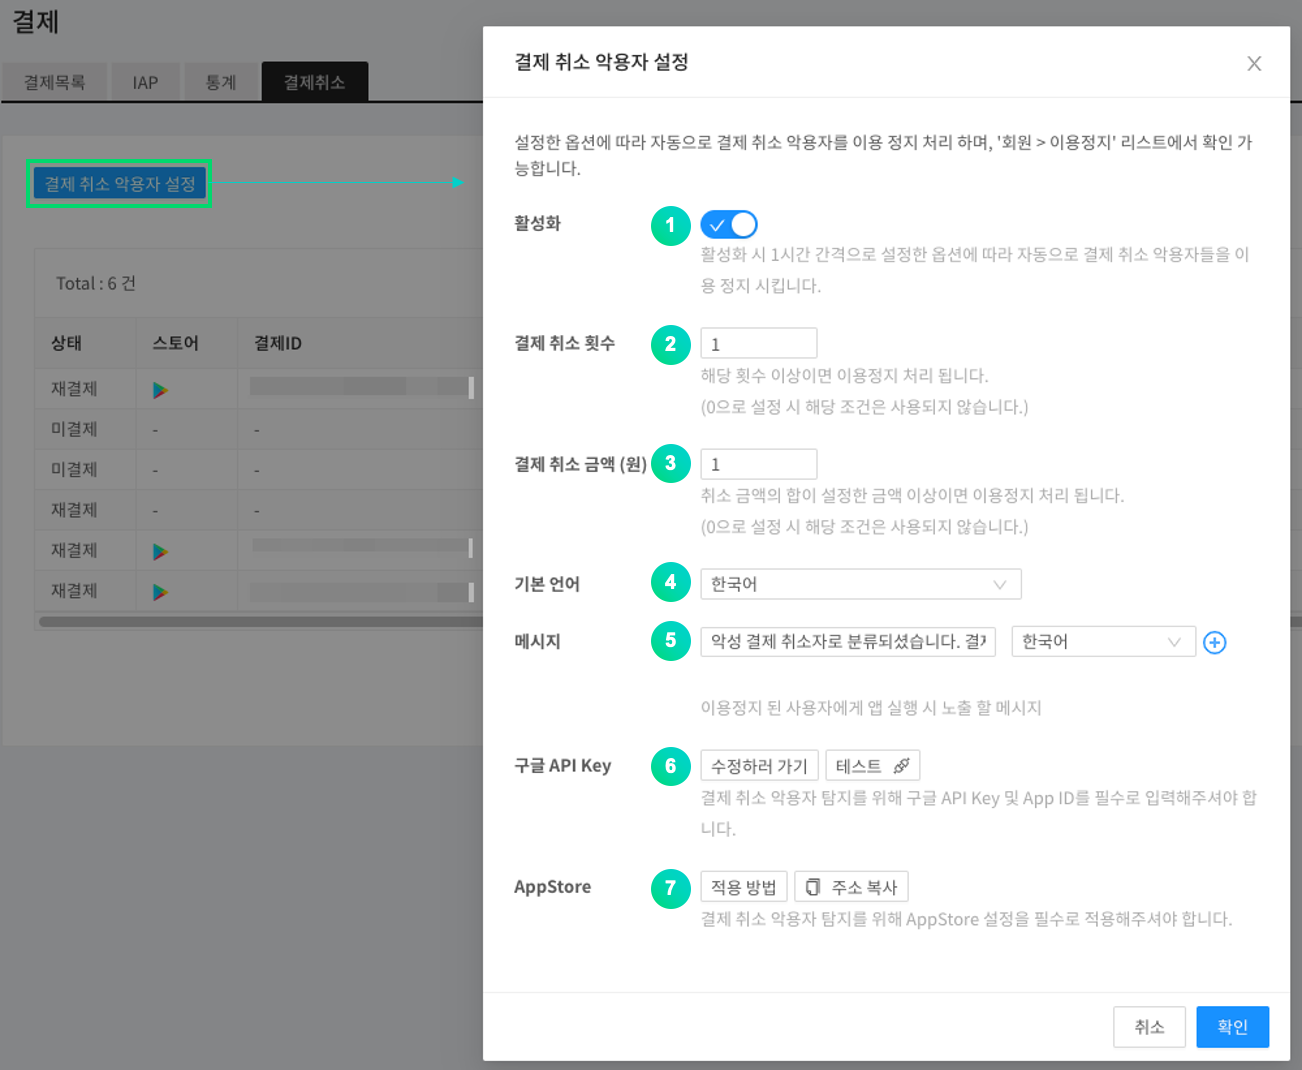 결제
결제목록 IAP 통계 결제취소
결제 취소 악용자 설정
Total : 6 건
상태 스토어 결제ID
재결제
미결제 - -
미결제 - -
재결제 - -
재결제
재결제
결제 취소 악용자 설정
설정한 옵션에 따라 자동으로 결제 취소 악용자를 이용 정지 처리 하며, '회원 > 이용정지' 리스트에서 확인 가
능합니다.
활성화 1
활성화 시 1시간 간격으로 설정한 옵션에 따라 자동으로 결제 취소 악용자들을 이
용 정지 시킵니다.
결제 취소 횟수 2 1
해당 횟수 이상이면 이용정지 처리 됩니다.
(0으로 설정 시 해당 조건은 사용되지 않습니다.)
결제 취소 금액 (원) 3 1
취소 금액의 합이 설정한 금액 이상이면 이용정지 처리 됩니다.
(0으로 설정 시 해당 조건은 사용되지 않습니다.)
기본 언어 4 한국어
메시지 5 악성 결제 취소자로 분류되셨습니다. 한국어
이용정지 된 사용자에게 앱 실행 시 노출 할 메시지
구글 API Key 6 수정하러 가기 테스트
결제 취소 악용자 탐지를 위해 구글 API Key 및 App ID를 필수로 입력해주셔야 합
니다.
AppStore 7 적용 방법 주소 복사
결제 취소 악용자 탐지를 위해 AppStore 설정을 필수로 적용해주셔야 합니다.
취소 확인